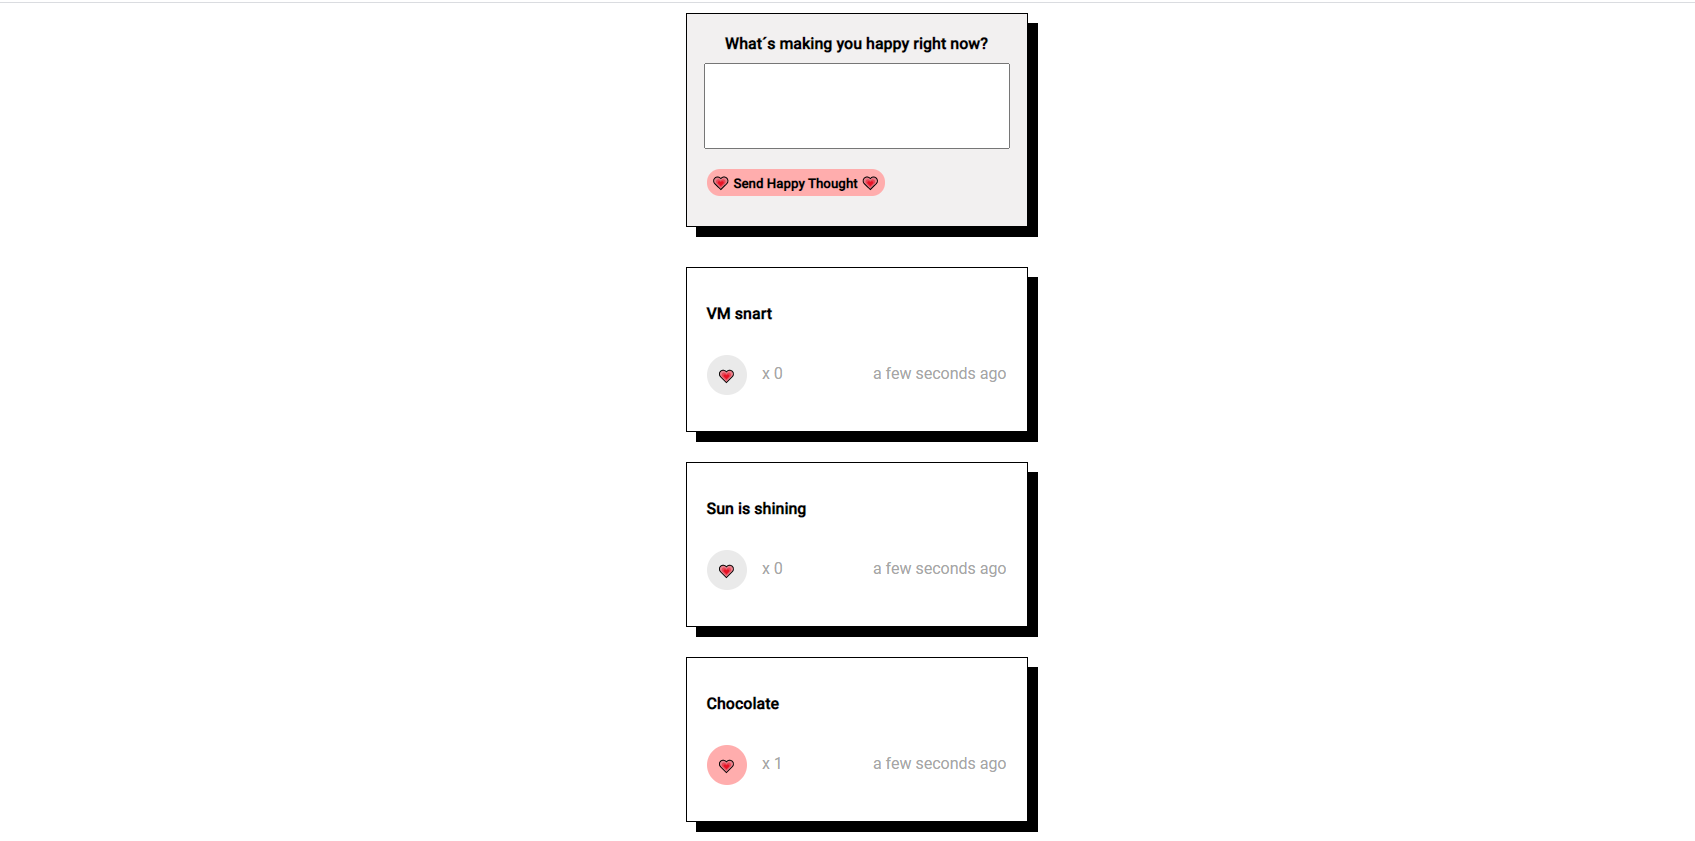 What´s making you happy right now?
Send Happy Thought
VM snart
x 0 a few seconds ago
Sun is shining
x 0 a few seconds ago
Chocolate
x 1 a few seconds ago